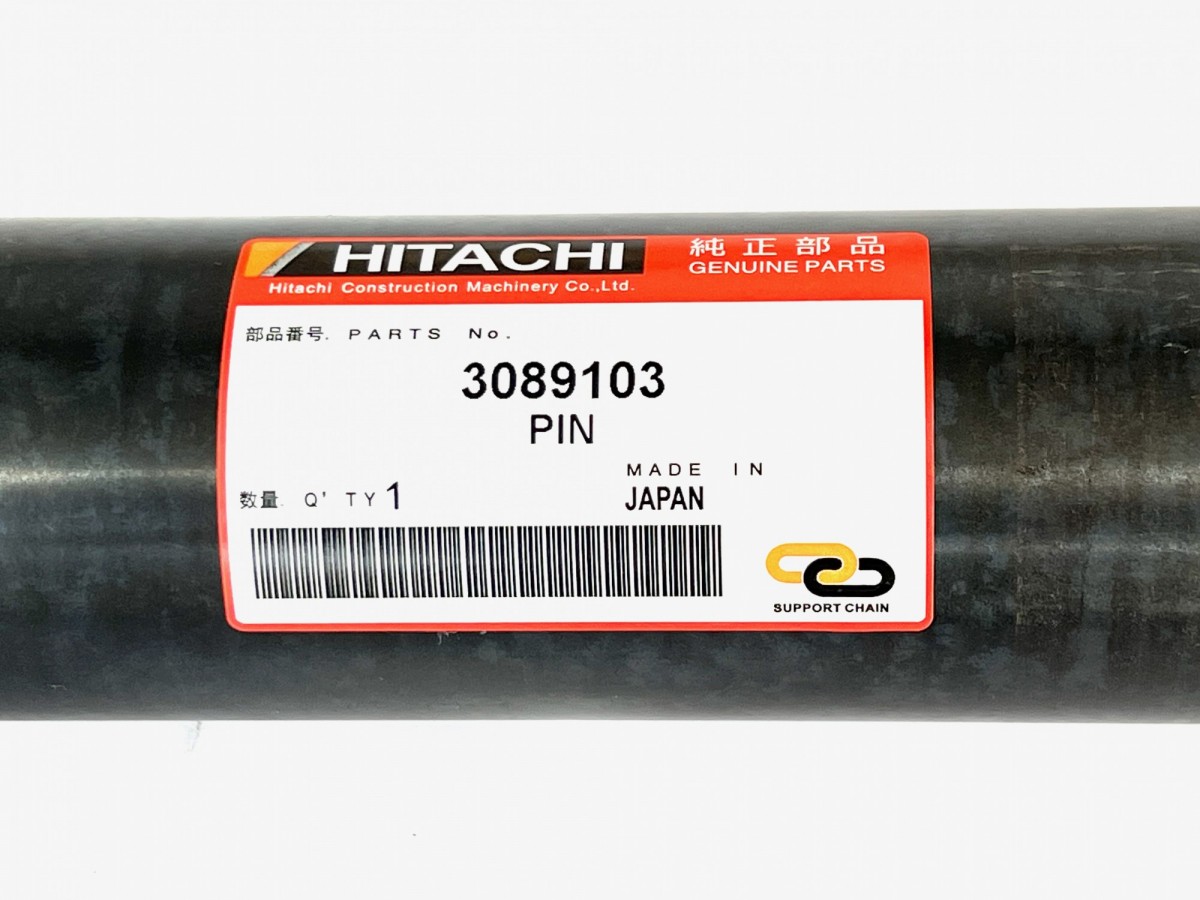 HITACHI
Hitachi Construction Machinery Co.,Ltd.
純正部品
GENUINE PARTS
部品番号. PARTS No.
3089103
PIN
MADE IN
JAPAN
数量. Q'TY 1
SUPPORT CHAIN